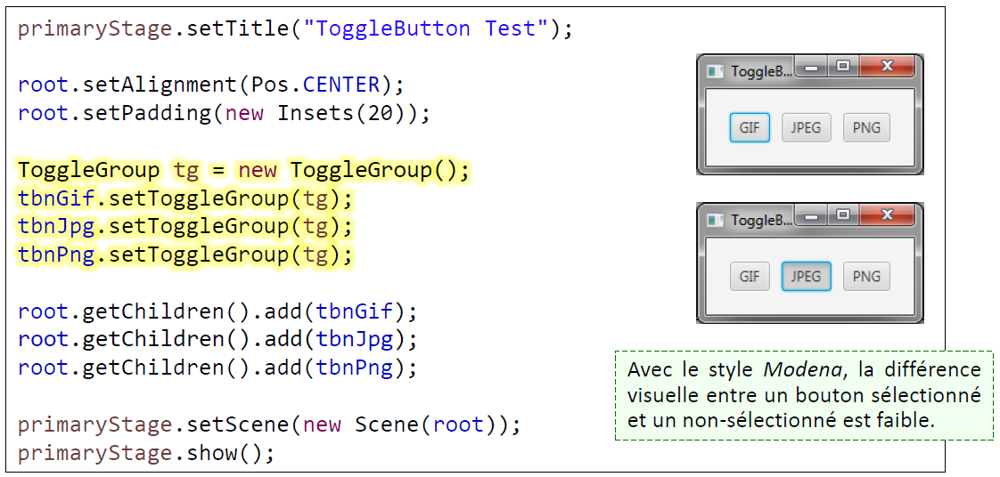 primaryStage.setTitle("ToggleButton Test");
root.setAlignment(Pos.CENTER);
root.setPadding(new Insets(20));
ToggleGroup tg = new ToggleGroup();
tbnGif.setToggleGroup(tg);
tbnJpg.setToggleGroup(tg);
tbnPng.setToggleGroup(tg);
root.getChildren().add(tbnGif);
root.getChildren().add(tbnJpg);
root.getChildren().add(tbnPng);
primaryStage.setScene(new Scene(root));
primaryStage.show();
ToggleB...
GIF JPEG PNG
ToggleB...
GIF JPEG PNG
Avec le style Modena, la différence
visuelle entre un bouton sélectionné
et un non-sélectionné est faible.